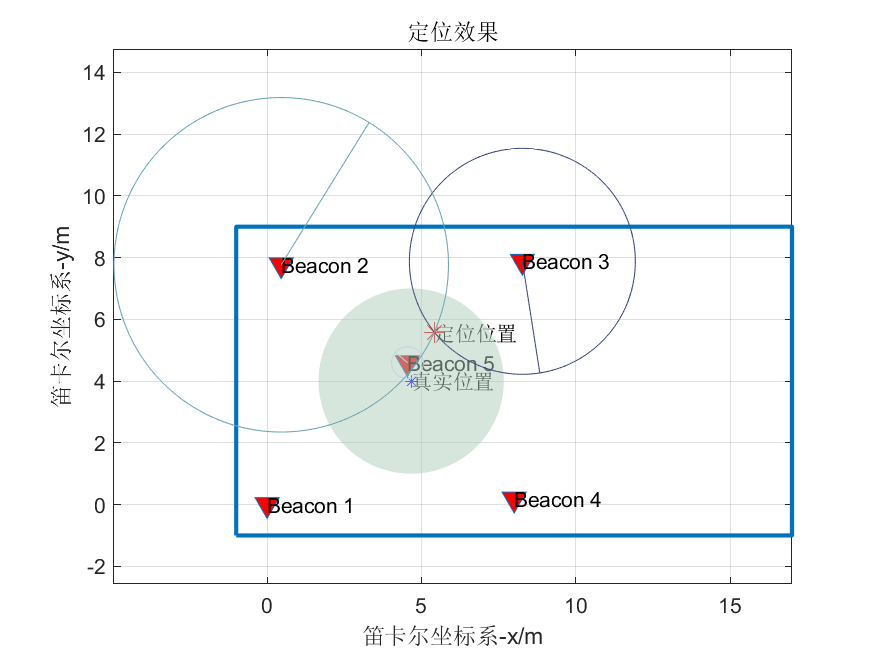 定位效果
14
12
10
8
6
4
2
0
-2
笛卡尔坐标系-y/m
Beacon 2
Beacon 3
定位位置
Beacon 5
真实位置
Beacon 1
Beacon 4
0
5
10
15
笛卡尔坐标系-x/m